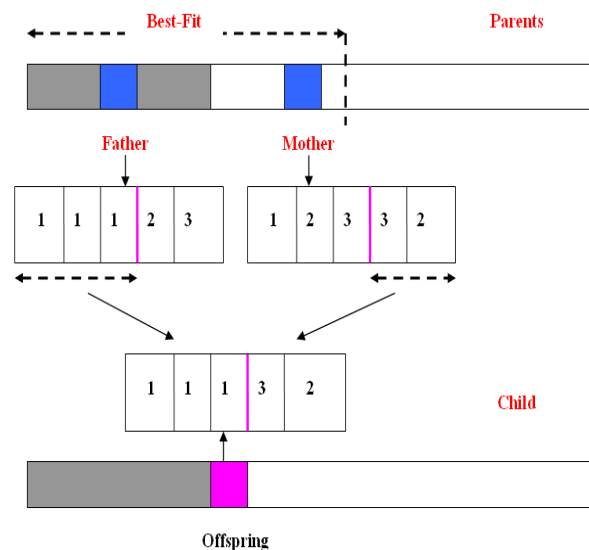 Best-Fit Parents
Father Mother
1 1 1 2 3 1 2 3 3 2
1 1 1 3 2
Child
Offspring